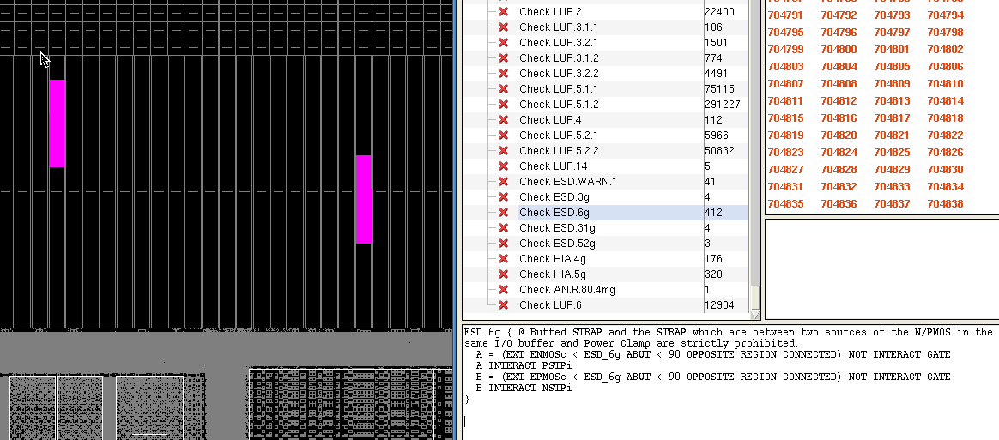 Check LUP.2 22400
Check LUP.3.1.1 106
Check LUP.3.2.1 1501
Check LUP.3.1.2 774
Check LUP.3.2.2 4491
Check LUP.5.1.1 75115
Check LUP.5.1.2 291227
Check LUP.4 112
Check LUP.5.2.1 5966
Check LUP.5.2.2 50832
Check LUP.14 5
Check ESD.WARN.1 41
Check ESD.3g 4
Check ESD.6g 412
Check ESD.31g 4
Check ESD.52g 3
Check HIA.4g 176
Check HIA.5g 320
Check AN.R.80.4mg 1
Check LUP.6 12984
704791 704792 704793 704794
704795 704796 704797 704798
704799 704800 704801 704802
704803 704804 704805 704806
704807 704808 704809 704810
704811 704812 704813 704814
704815 704816 704817 704818
704819 704820 704821 704822
704823 704824 704825 704826
704827 704828 704829 704830
704831 704832 704833 704834
704835 704836 704837 704838
ESD.6g { @ Butted STRAP and the STRAP which are between two sources of the N/PMOS in the
same I/O buffer and Power Clamp are strictly prohibited.
A = (EXT ENMOSc < ESD_6g ABUT < 90 OPPOSITE REGION CONNECTED) NOT INTERACT GATE
A INTERACT PSTPi
B = (EXT EPMOSc < ESD_6g ABUT < 90 OPPOSITE REGION CONNECTED) NOT INTERACT GATE
B INTERACT NSTPi
}